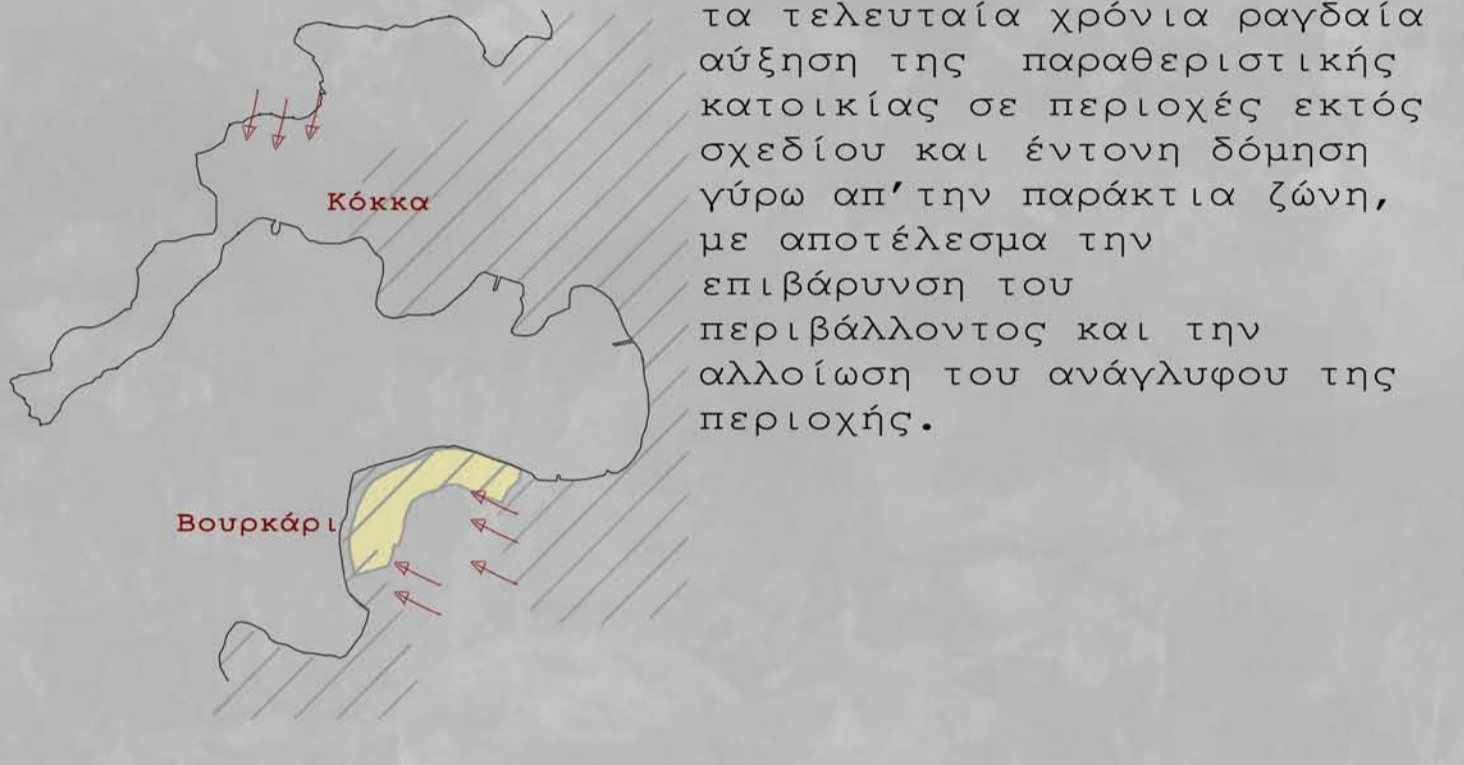 τα τελευταία χρόνια ραγδαία
αύξηση της παραθεριστικής
κατοικίας σε περιοχές εκτός
σχεδίου και έντονη δόμηση
γύρω απ'την παράκτια ζώνη,
με αποτέλεσμα την
επιβάρυνση του
περιβάλλοντος και την
αλλοίωση του ανάγλυφου της
περιοχής.
Κόκκα
Βουρκάρι